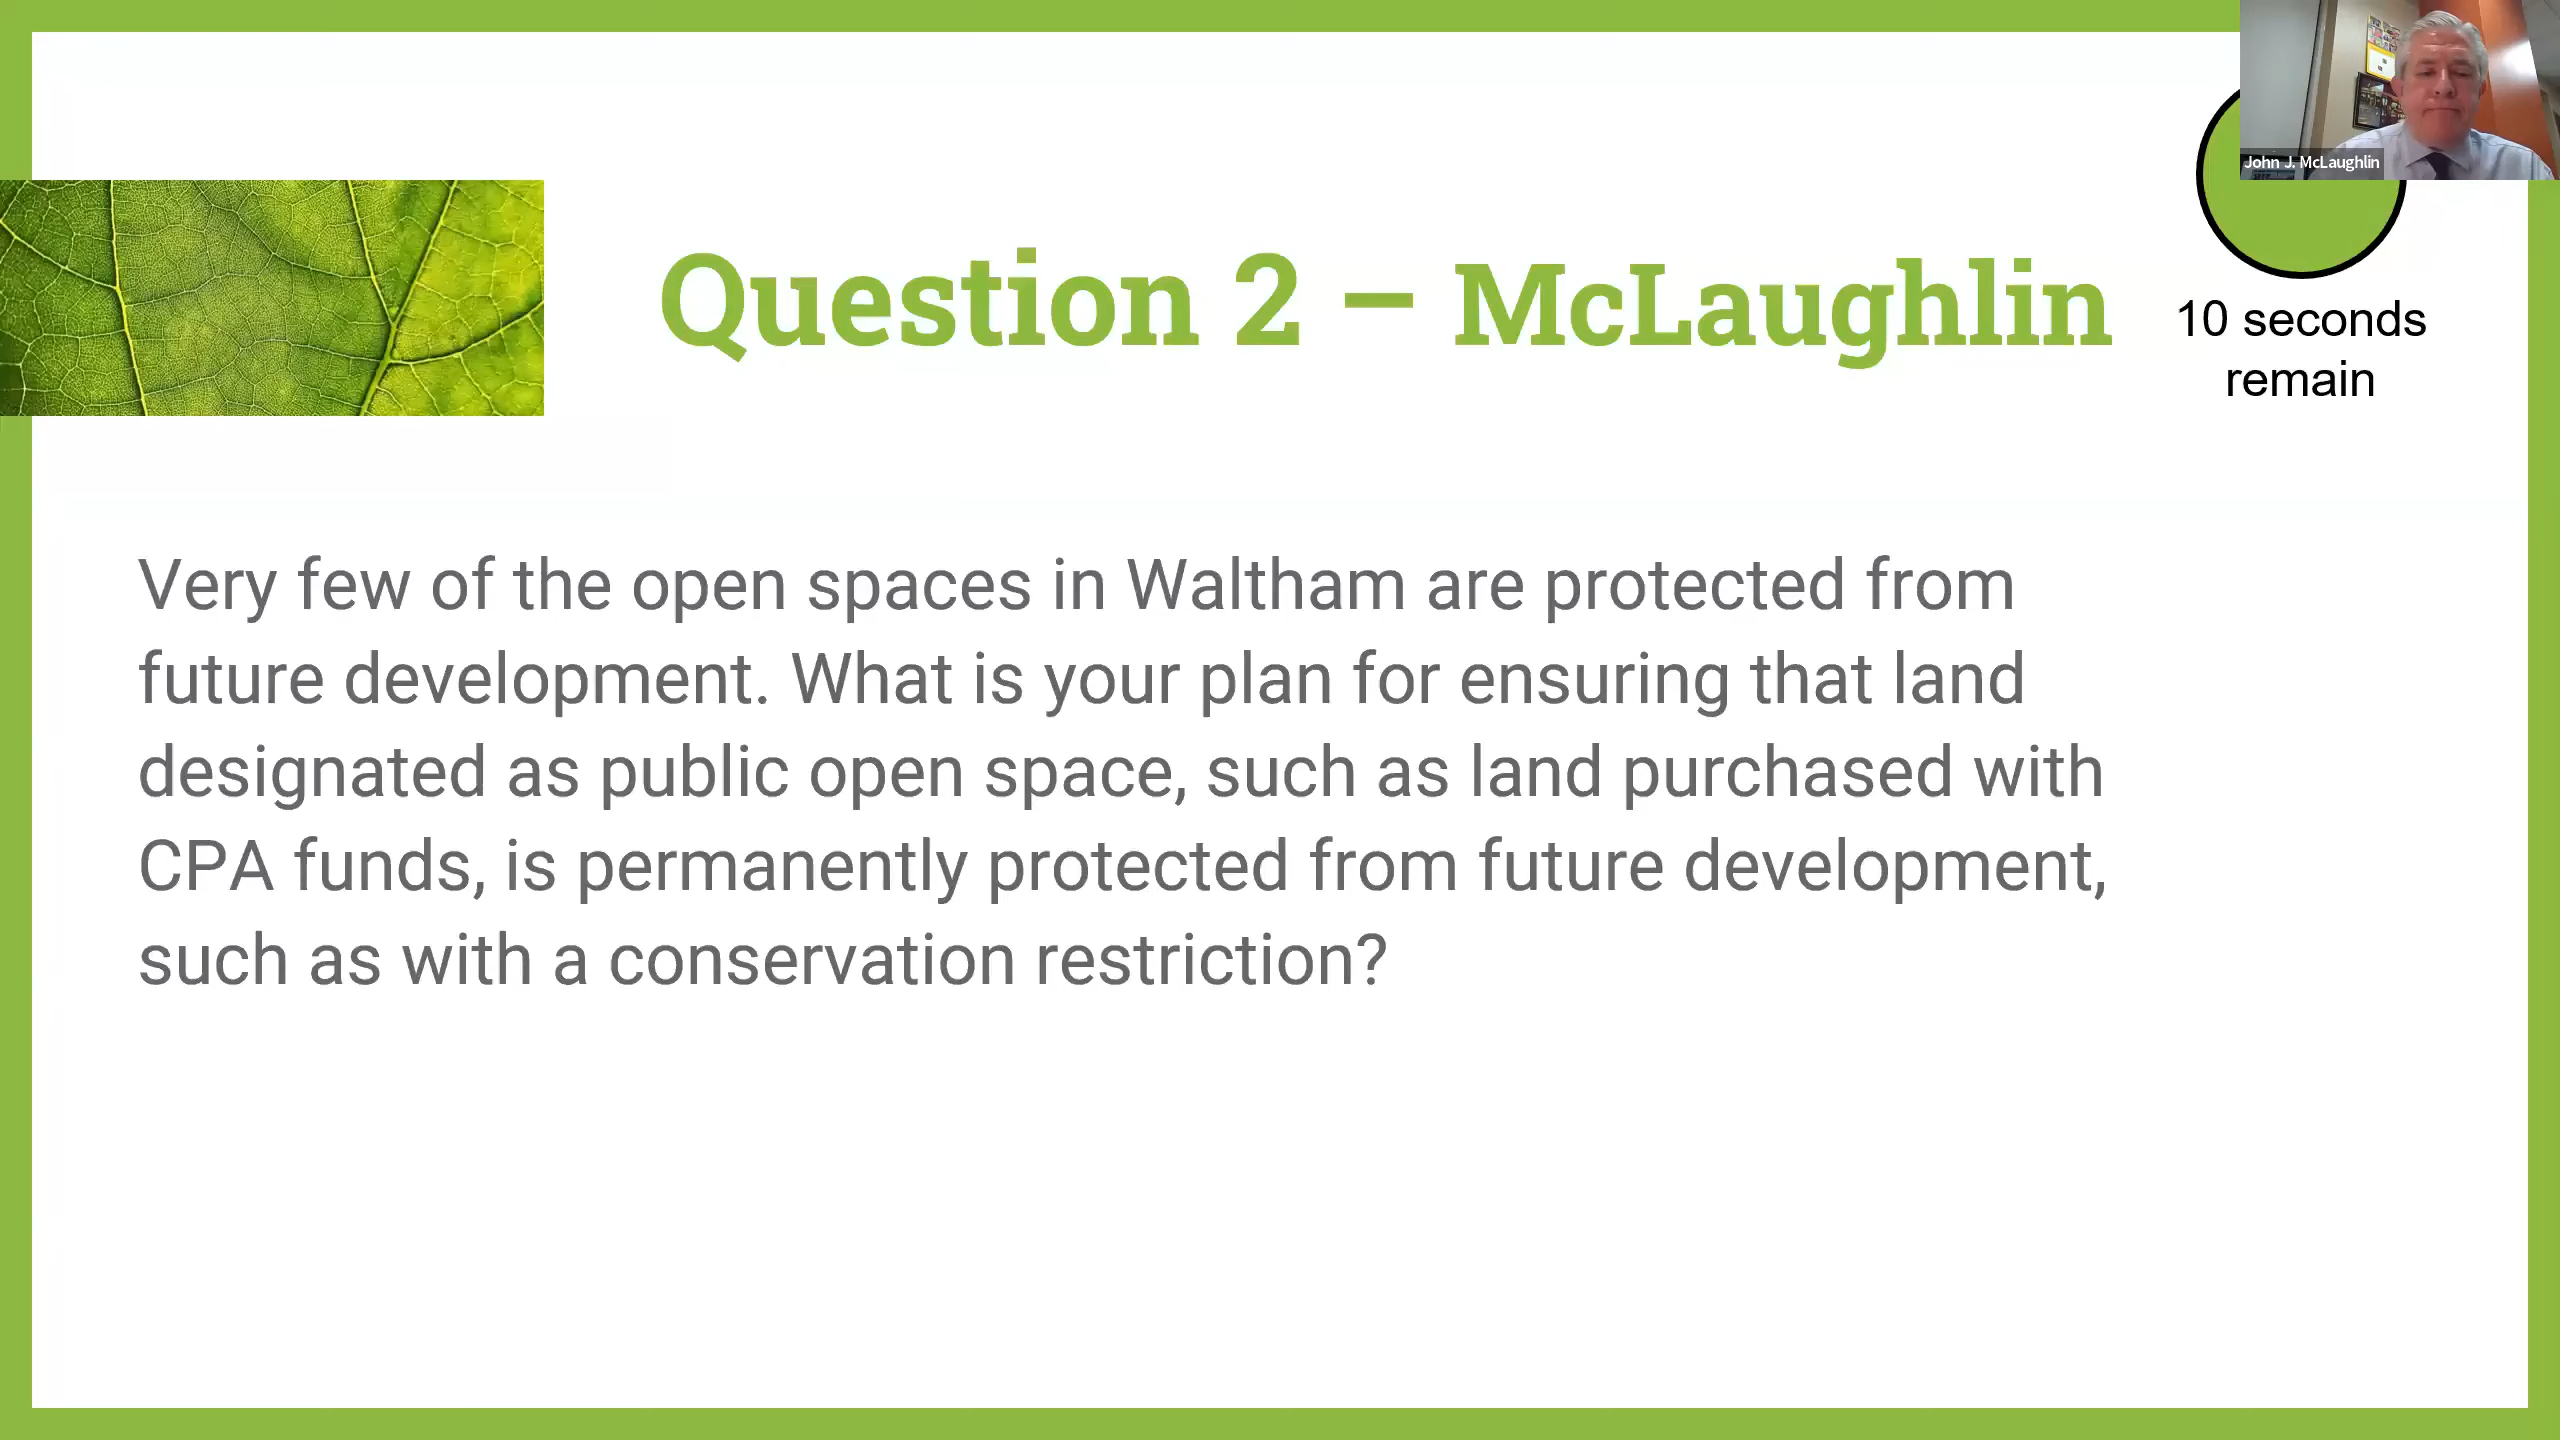 John J. McLaughlin
Question 2 – McLaughlin
10 seconds
remain
Very few of the open spaces in Waltham are protected from
future development. What is your plan for ensuring that land
designated as public open space, such as land purchased with
CPA funds, is permanently protected from future development,
such as with a conservation restriction?